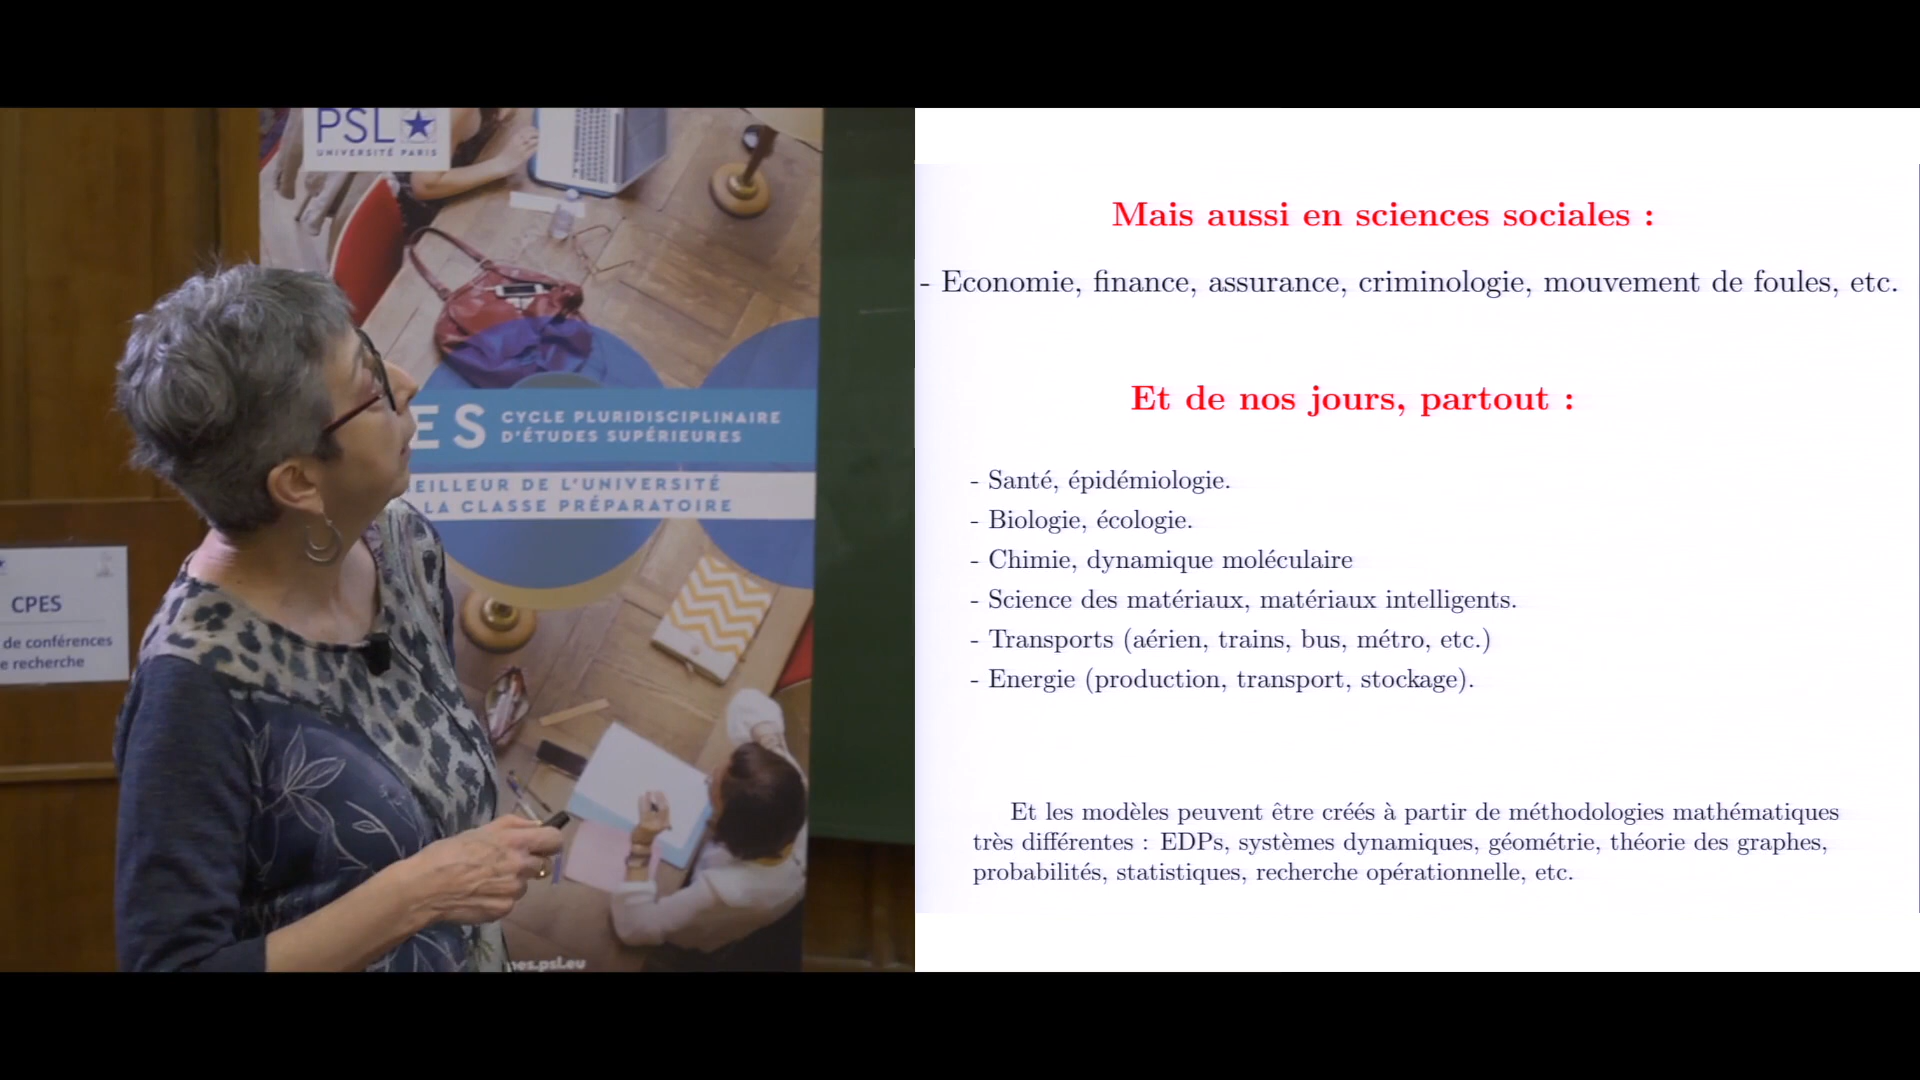 PSL
UNIVERSITÉ PARIS
ES
CYCLE PLURIDISCIPLINAIRE
D'ÉTUDES SUPÉRIEURES
EILLEUR DE L'UNIVERSITÉ
LA CLASSE PRÉPARATOIRE
CPES
de conférences
e recherche
es.psl.eu
Mais aussi en sciences sociales :
- Economie, finance, assurance, criminologie, mouvement de foules, etc.
Et de nos jours, partout :
- Santé, épidémiologie.
- Biologie, écologie.
- Chimie, dynamique moléculaire
- Science des matériaux, matériaux intelligents.
- Transports (aérien, trains, bus, métro, etc.)
- Energie (production, transport, stockage).
Et les modèles peuvent être créés à partir de méthodologies mathématiques
très différentes : EDPs, systèmes dynamiques, géométrie, théorie des graphes,
probabilités, statistiques, recherche opérationnelle, etc.